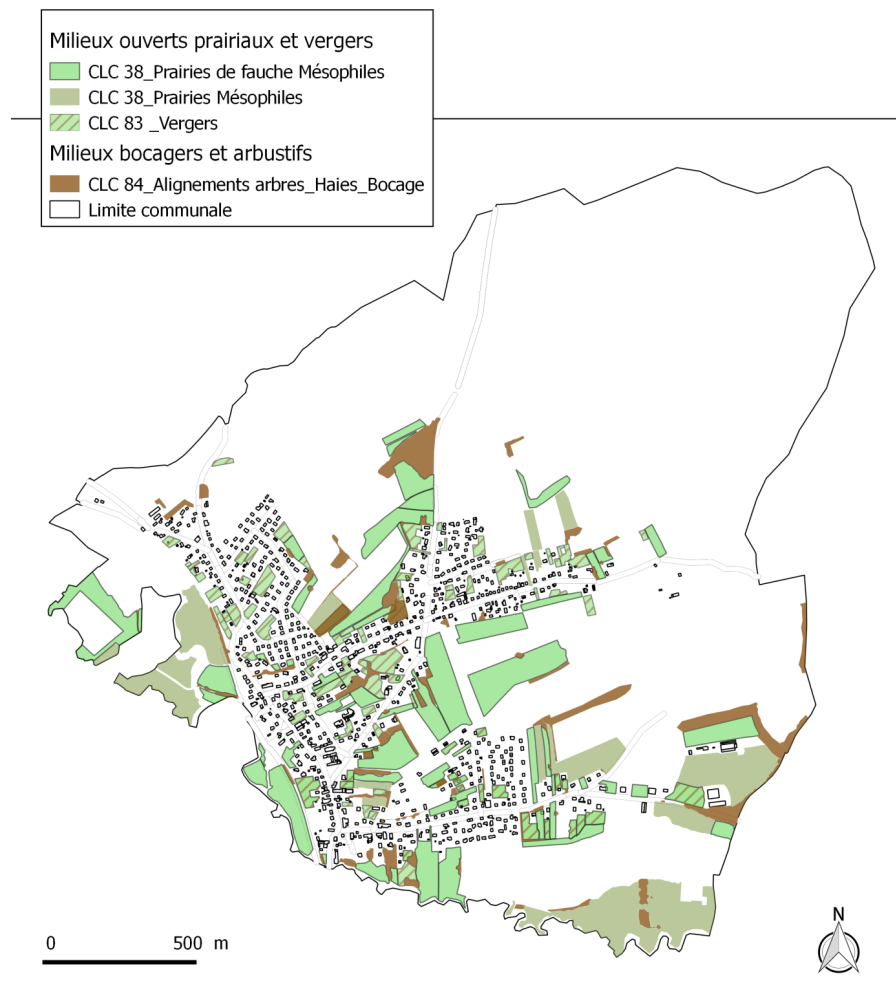 Milieux ouverts prairiaux et vergers
CLC 38_Prairies de fauche Mésophiles
CLC 38_Prairies Mésophiles
CLC 83 _Vergers
Milieux bocagers et arbustifs
CLC 84_Alignements arbres_Haies_Bocage
Limite communale
N
0 500 m